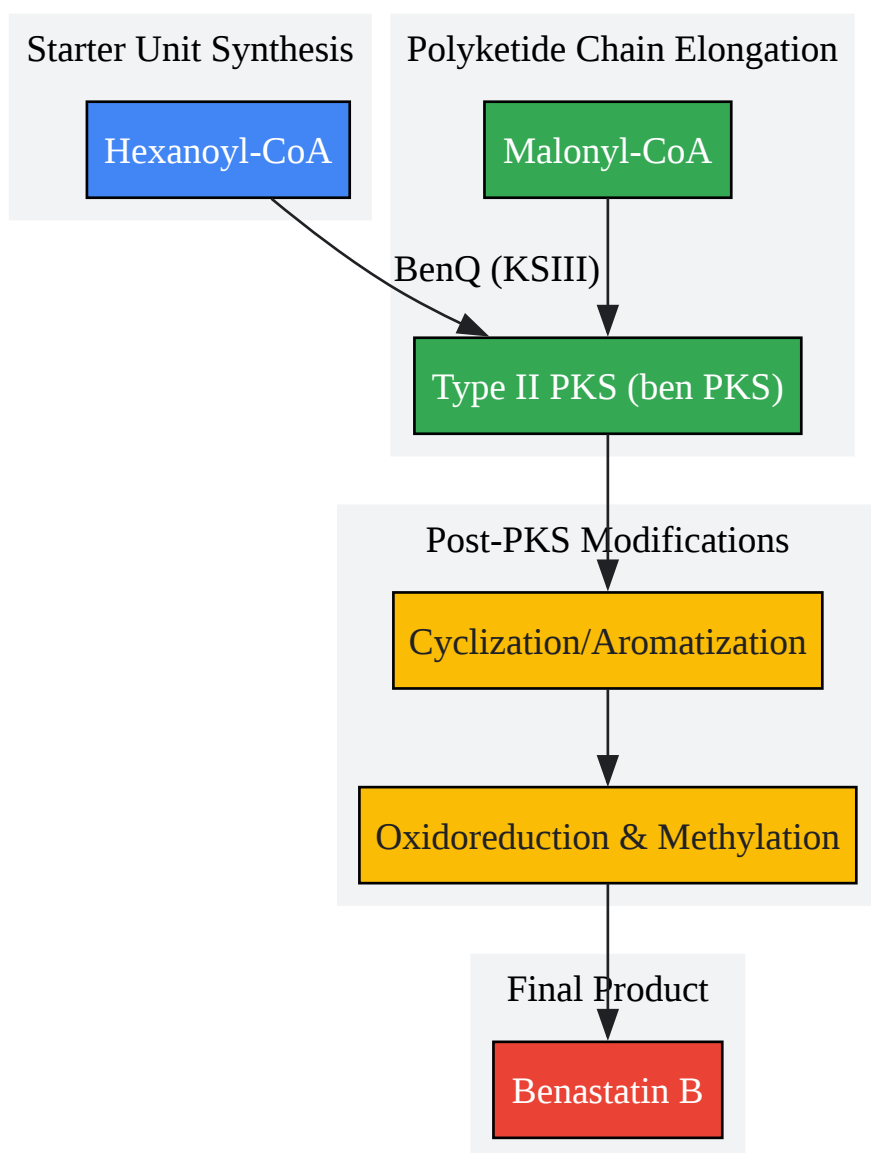 Starter Unit Synthesis
Polyketide Chain Elongation
Hexanoyl-CoA
Malonyl-CoA
BenQ (KSIII)
Type II PKS (ben PKS)
Post-PKS Modifications
Cyclization/Aromatization
Oxidoreduction & Methylation
Final Product
Benastatin B